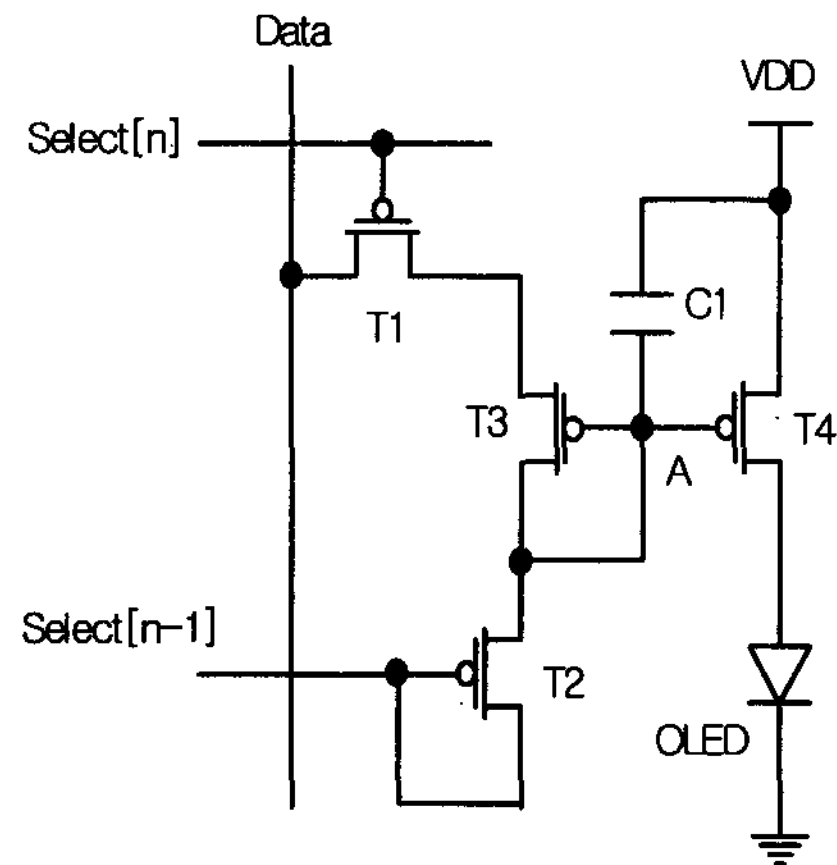 Data
VDD
Select[n]
C1
T1
T3
T4
A
Select[n-1]
T2
OLED